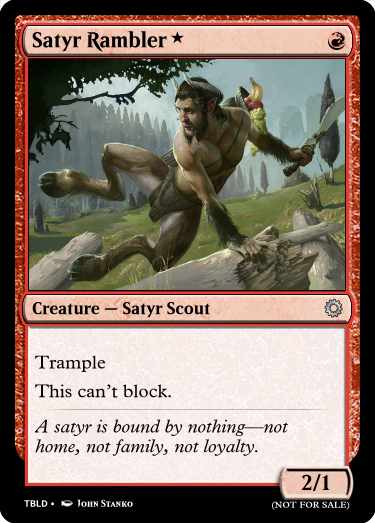 Satyr Rambler ★
Creature — Satyr Scout
Trample
This can't block.
A satyr is bound by nothing—not
home, not family, not loyalty.
2/1
TBLD • John Stanko
(NOT FOR SALE)